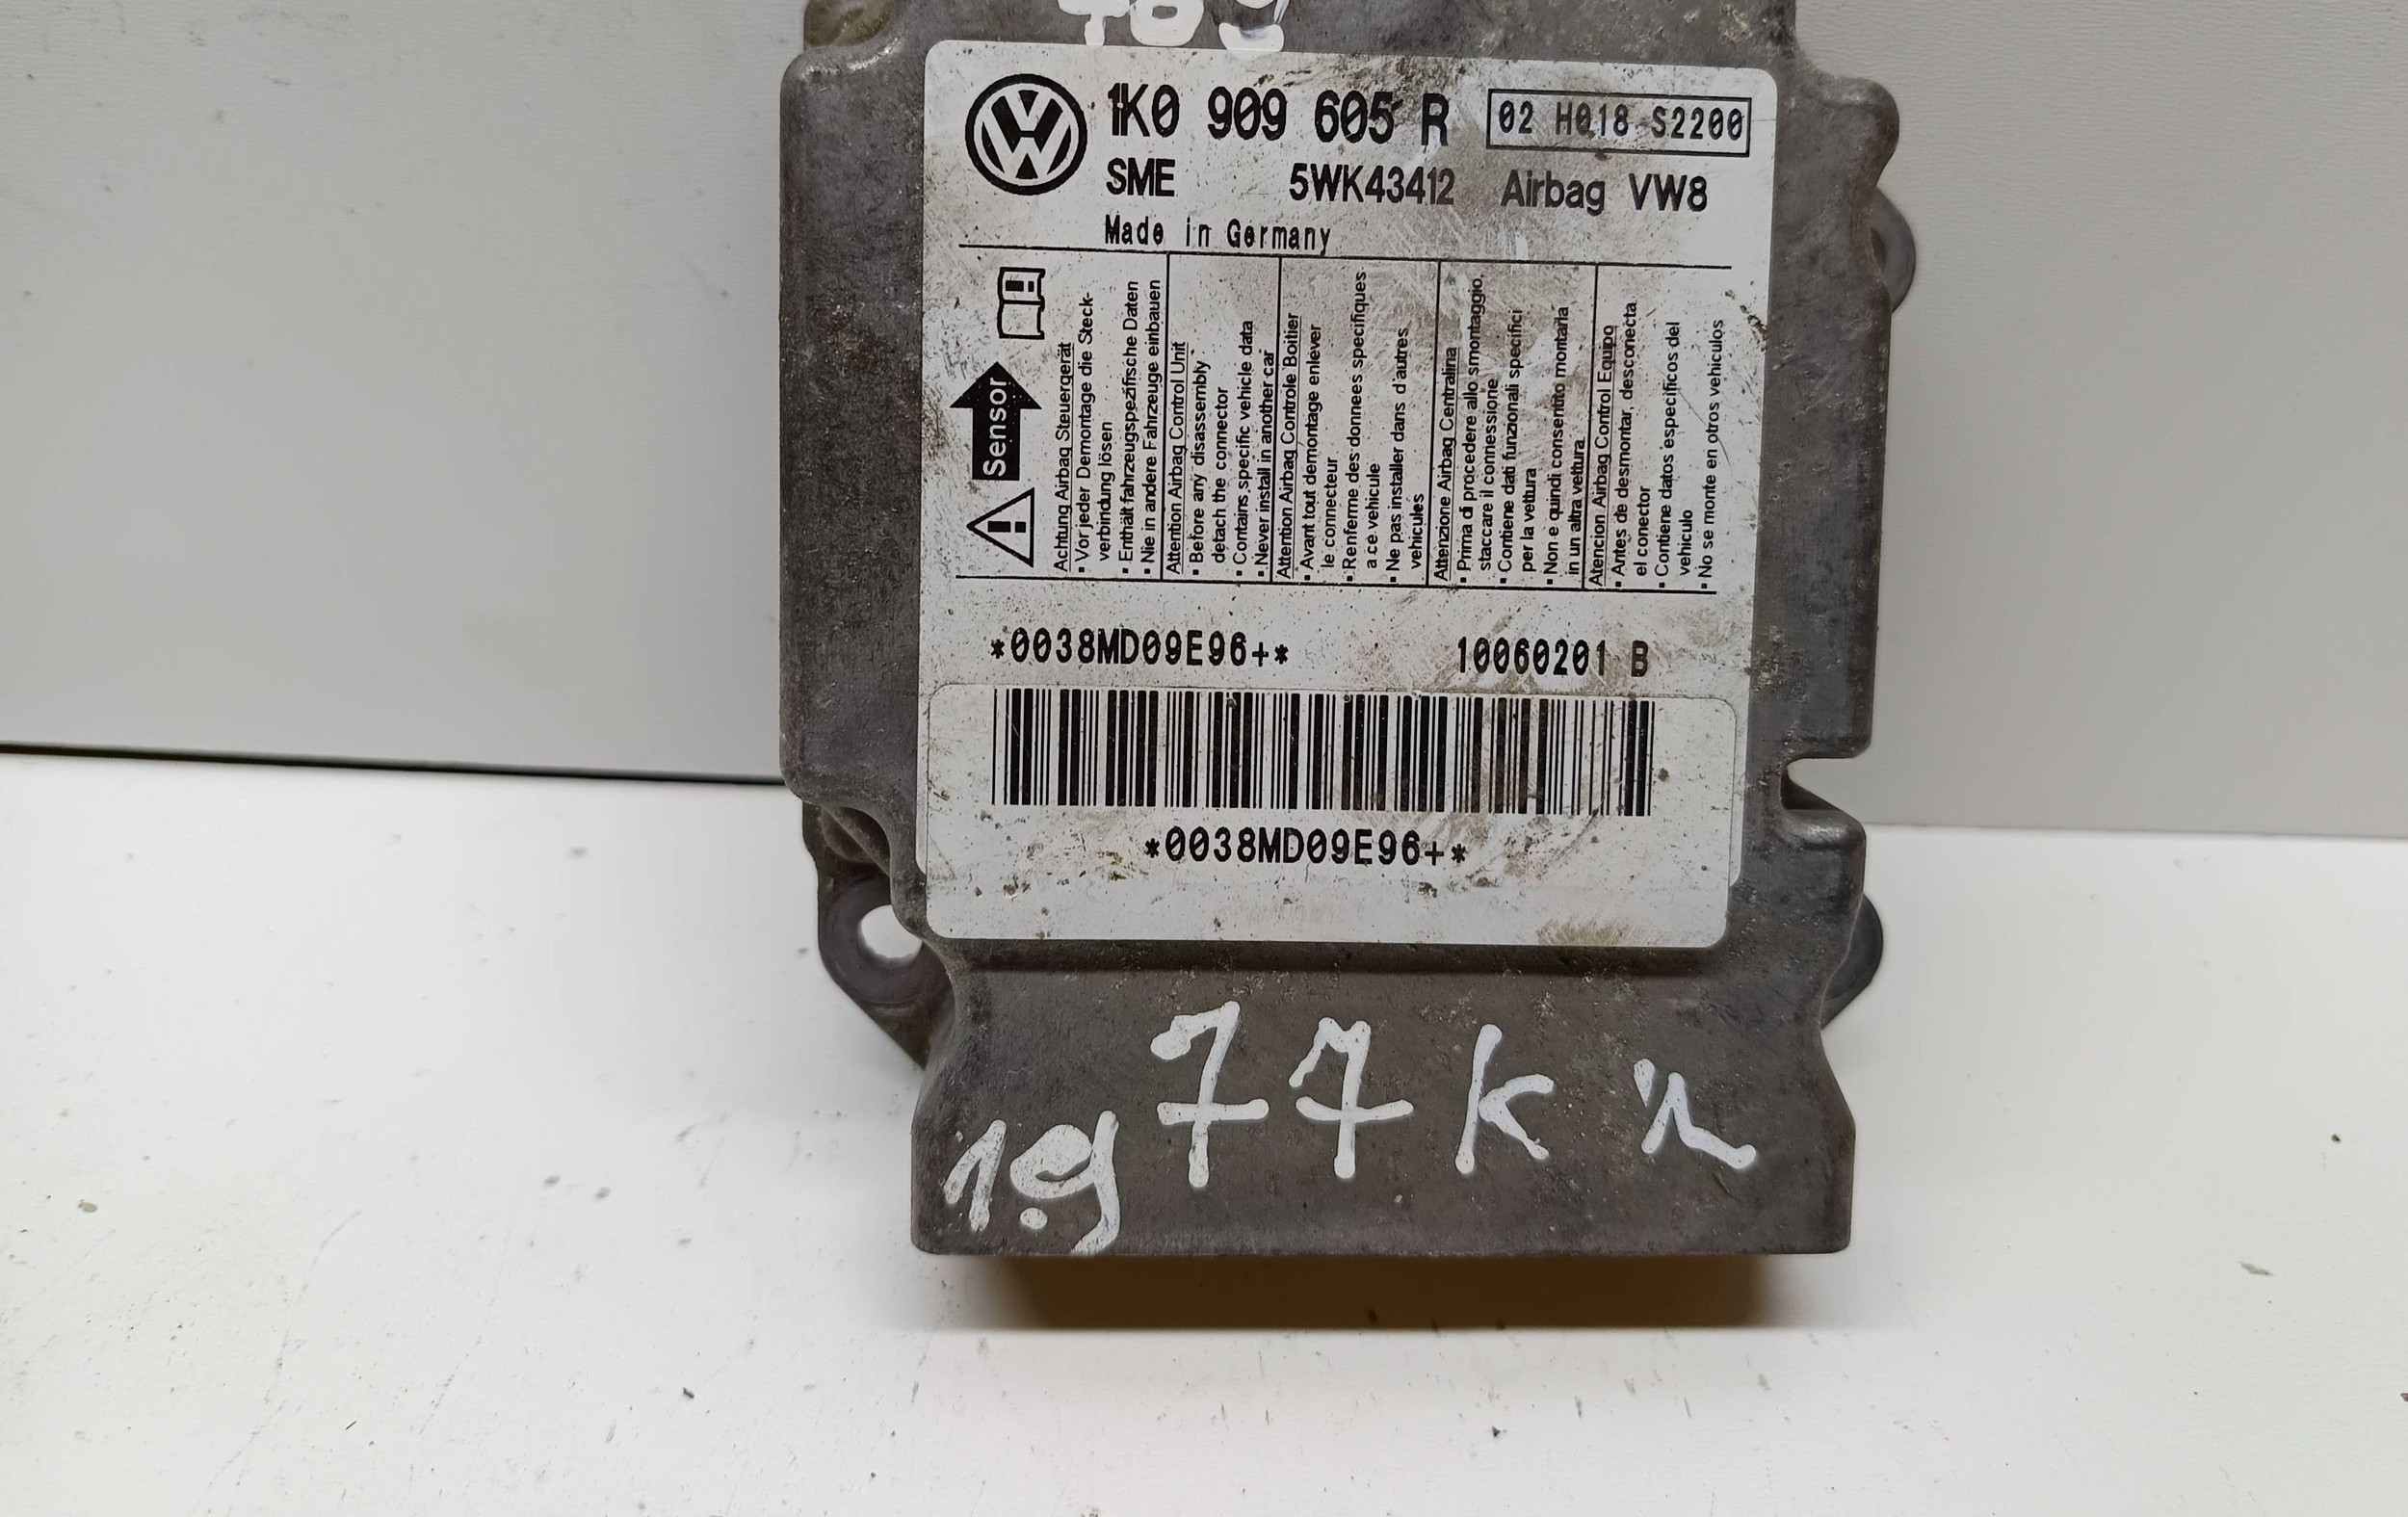 1K0 909 605 R 02 H018 S2200
SME 5WK43412 Airbag VW8
Made in Germany
Sensor
Achtung Airbag Steuergerät
▪ Vor jeder Demontage die Steck-
verbindung lösen
▪ Enthält fahrzeugspezifische Daten
▪ Nie in andere Fahrzeuge einbauen
Attention Airbag Control Unit
▪ Before any disassembly
detach the connector
▪ Contains specific vehicle data
▪ Never install in another car
Attention Airbag Controle Boitier
▪ Avant tout demontage enlever
le connecteur
▪ Renferme des donnees specifiques
a ce vehicule
▪ Ne pas installer dans d'autres
vehicules
Attenzione Airbag Centralina
▪ Prima di procedere allo smontaggio,
staccare il connessione
▪ Contiene dati funzionali specifici
per la vettura
▪ Non e quindi consentito montarla
in un altra vettura
Atencion Airbag Control Equipo
▪ Antes de desmontar, desconecta
el conector
▪ Contiene datos especificos del
vehiculo
▪ No se monte en otros vehiculos
*0038MD09E96+* 10060201 B
*0038MD09E96+*
77 k
1.9